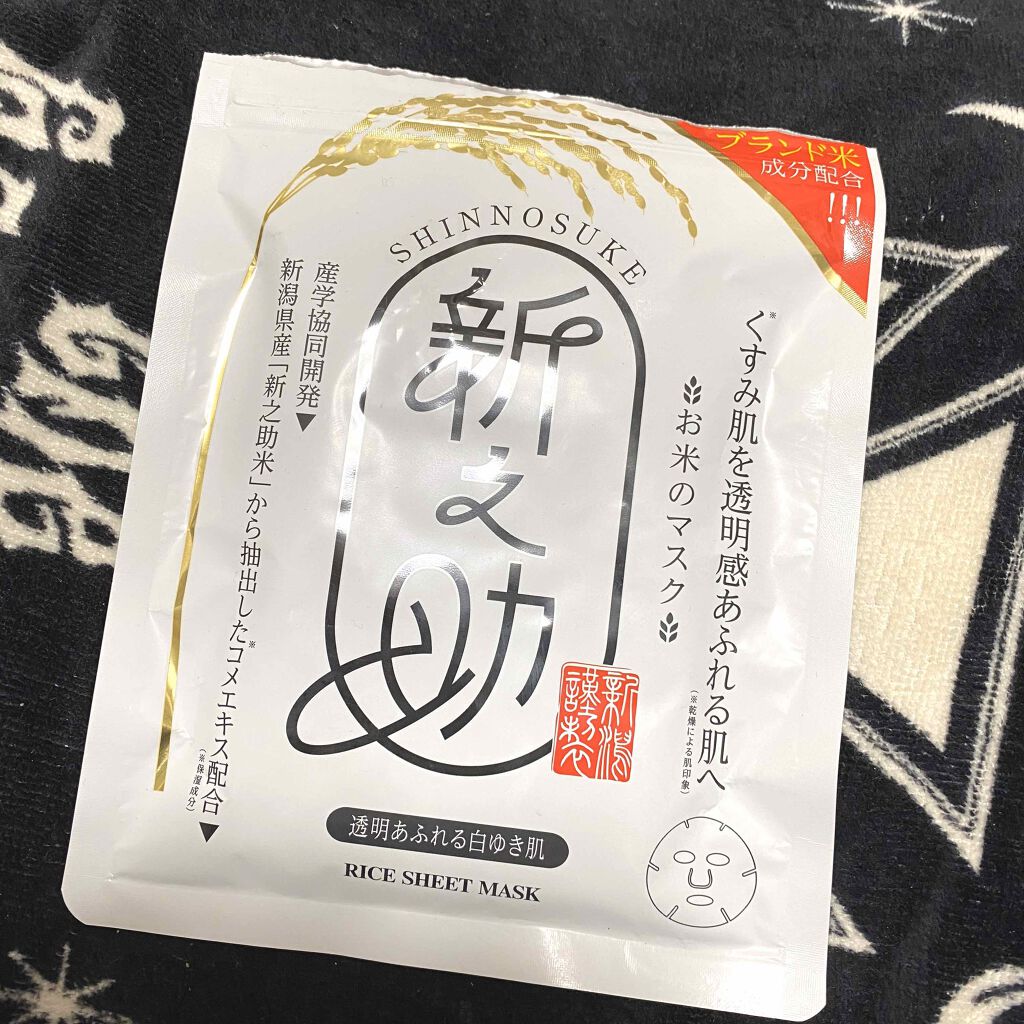 ブランド米
成分配合
!!!
SHINNOSUKE
新之助
※くすみ肌を透明感あふれる肌へ
(※乾燥による肌印象)
お米のマスク
産学協同開発▼
新潟県産「新之助米」から抽出した※コメエキス配合▼
(※保湿成分)
新潟
謹製
透明あふれる白ゆき肌
RICE SHEET MASK